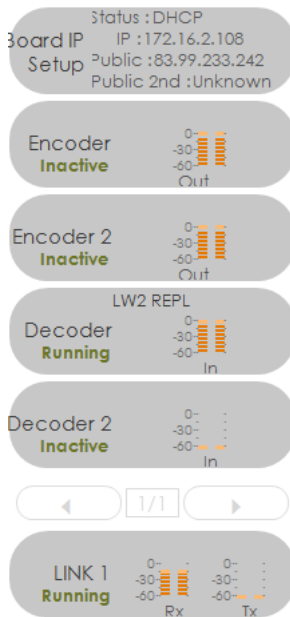 Status : DHCP
Board IP Setup
IP : 172.16.2.108
Public : 83.99.233.242
Public 2nd : Unknown
Encoder
Inactive
0
-30
-60
Out
Encoder 2
Inactive
0
-30
-60
Out
LW2 REPL
Decoder
Running
0
-30
-60
In
Decoder 2
Inactive
0
-30
-60
In
1/1
LINK 1
Running
0
-30
-60
Rx
0
-30
-60
Tx